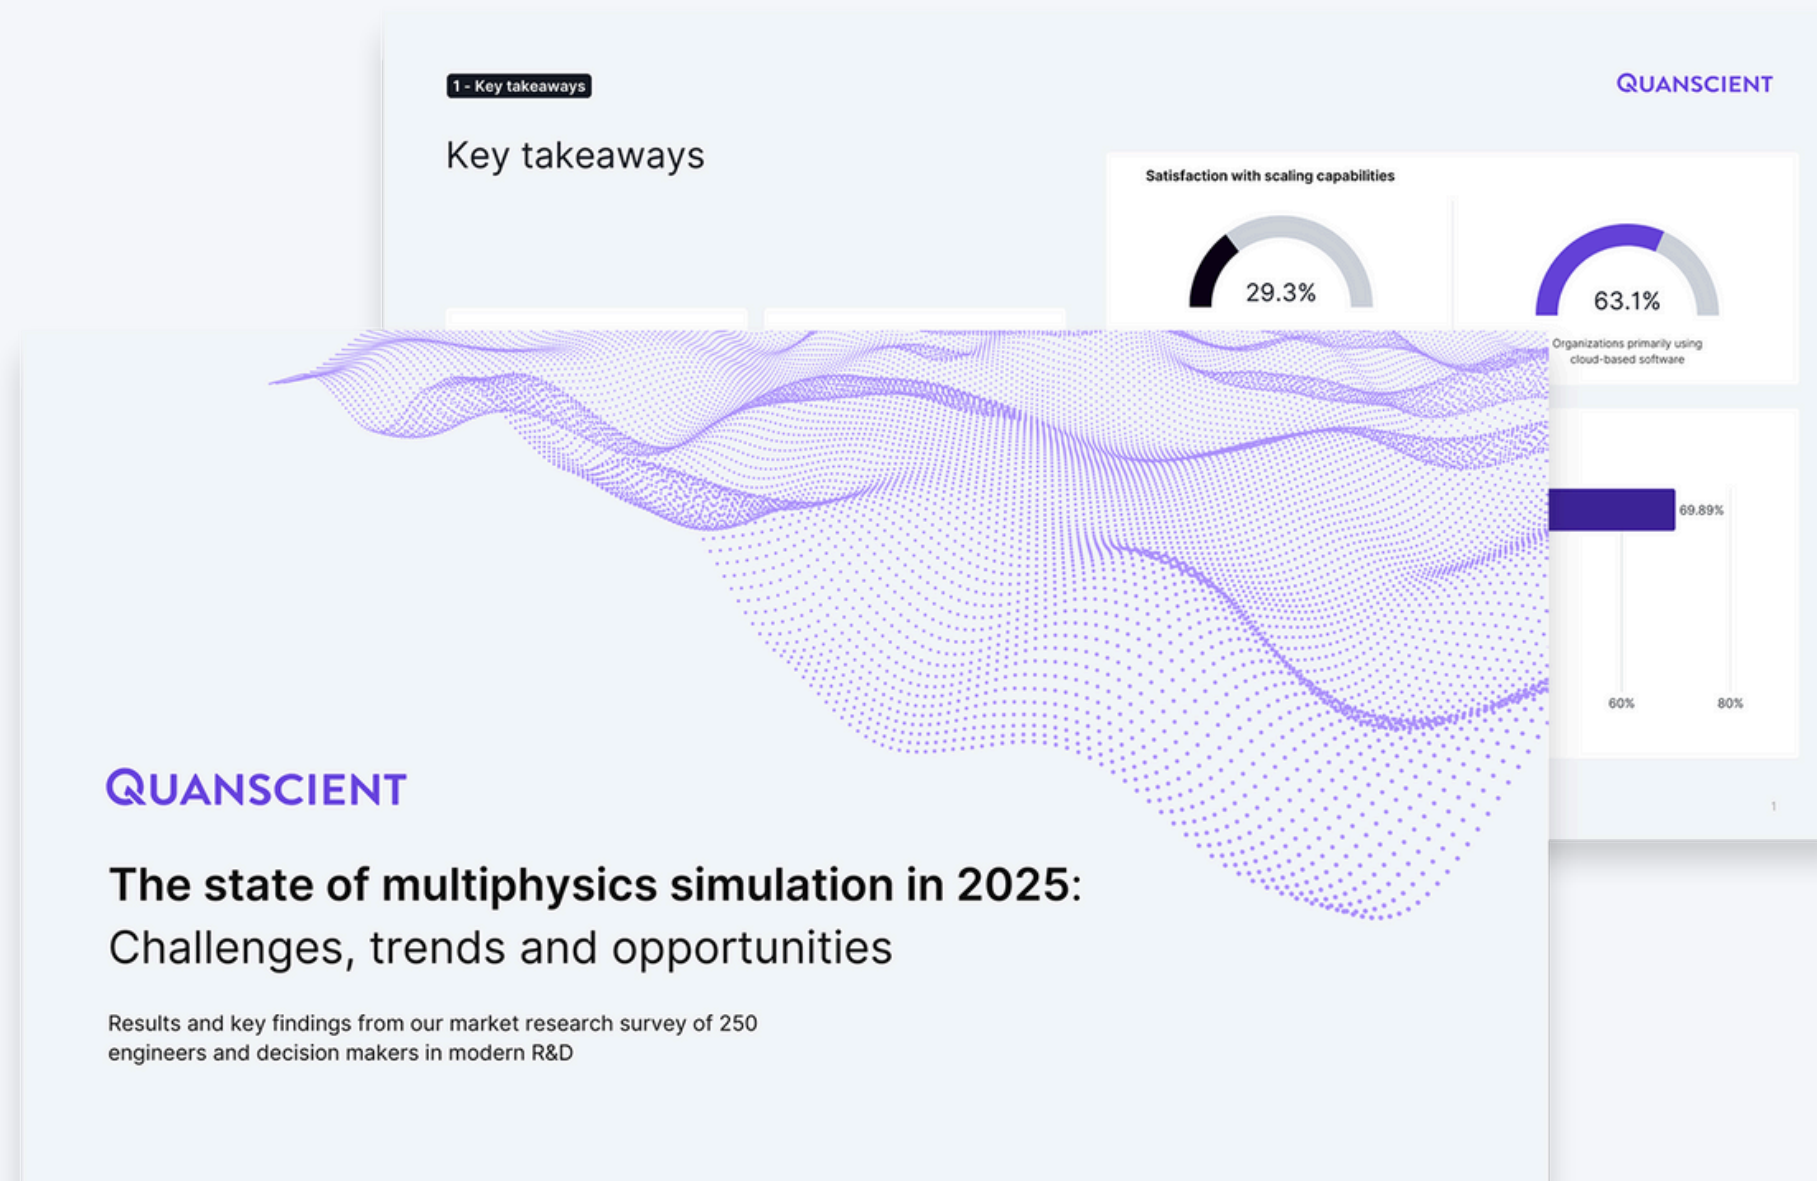 1 - Key takeaways
QUANSCIENT
Key takeaways
Satisfaction with scaling capabilities
29.3%
63.1%
Organizations primarily using
cloud-based software
69.89%
60%
80%
1
QUANSCIENT
The state of multiphysics simulation in 2025:
Challenges, trends and opportunities
Results and key findings from our market research survey of 250
engineers and decision makers in modern R&D